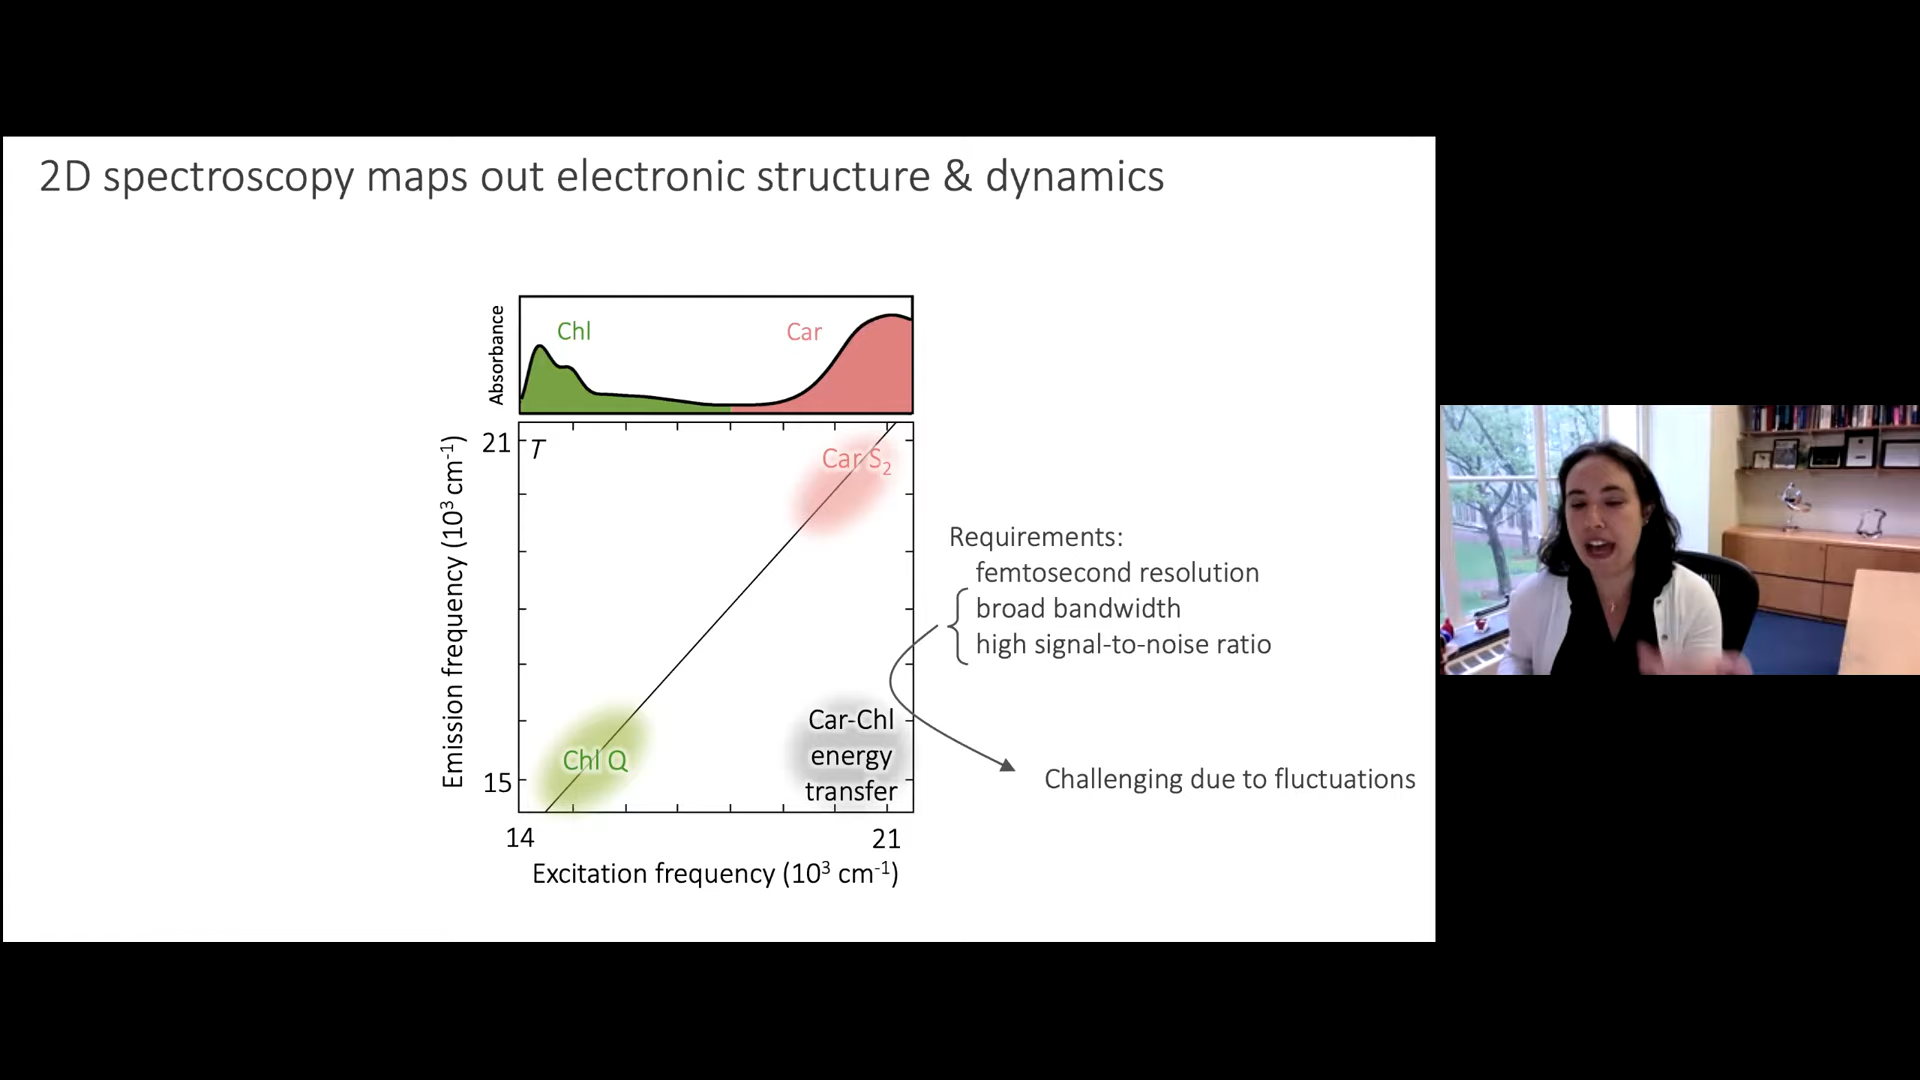 2D spectroscopy maps out electronic structure & dynamics
Absorbance
Chl
Car
Emission frequency (10³ cm⁻¹)
21
T
Car S₂
Chl Q
Car-Chl
energy
transfer
15
14
21
Excitation frequency (10³ cm⁻¹)
Requirements:
femtosecond resolution
broad bandwidth
high signal-to-noise ratio
Challenging due to fluctuations